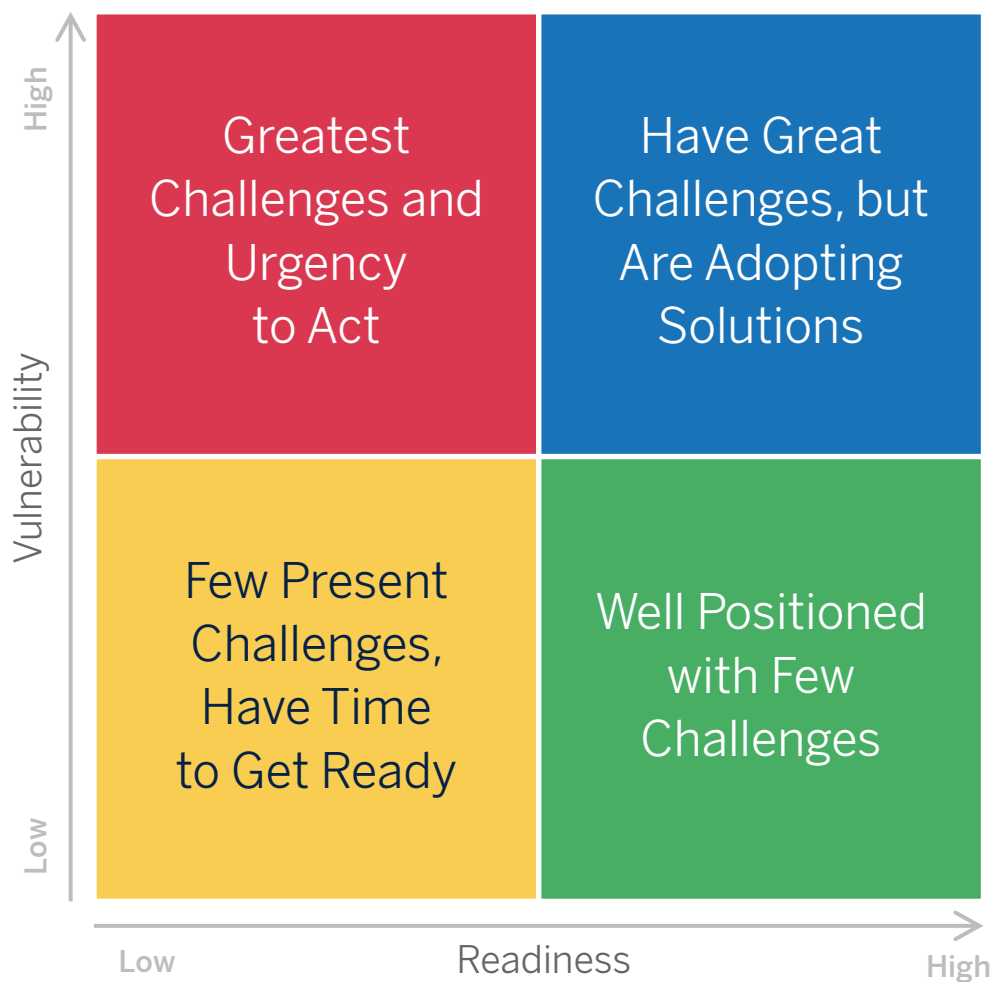 High
Greatest
Challenges and
Urgency
to Act
Have Great
Challenges, but
Are Adopting
Solutions
Vulnerability
Few Present
Challenges,
Have Time
to Get Ready
Well Positioned
with Few
Challenges
Low
Low
Readiness
High